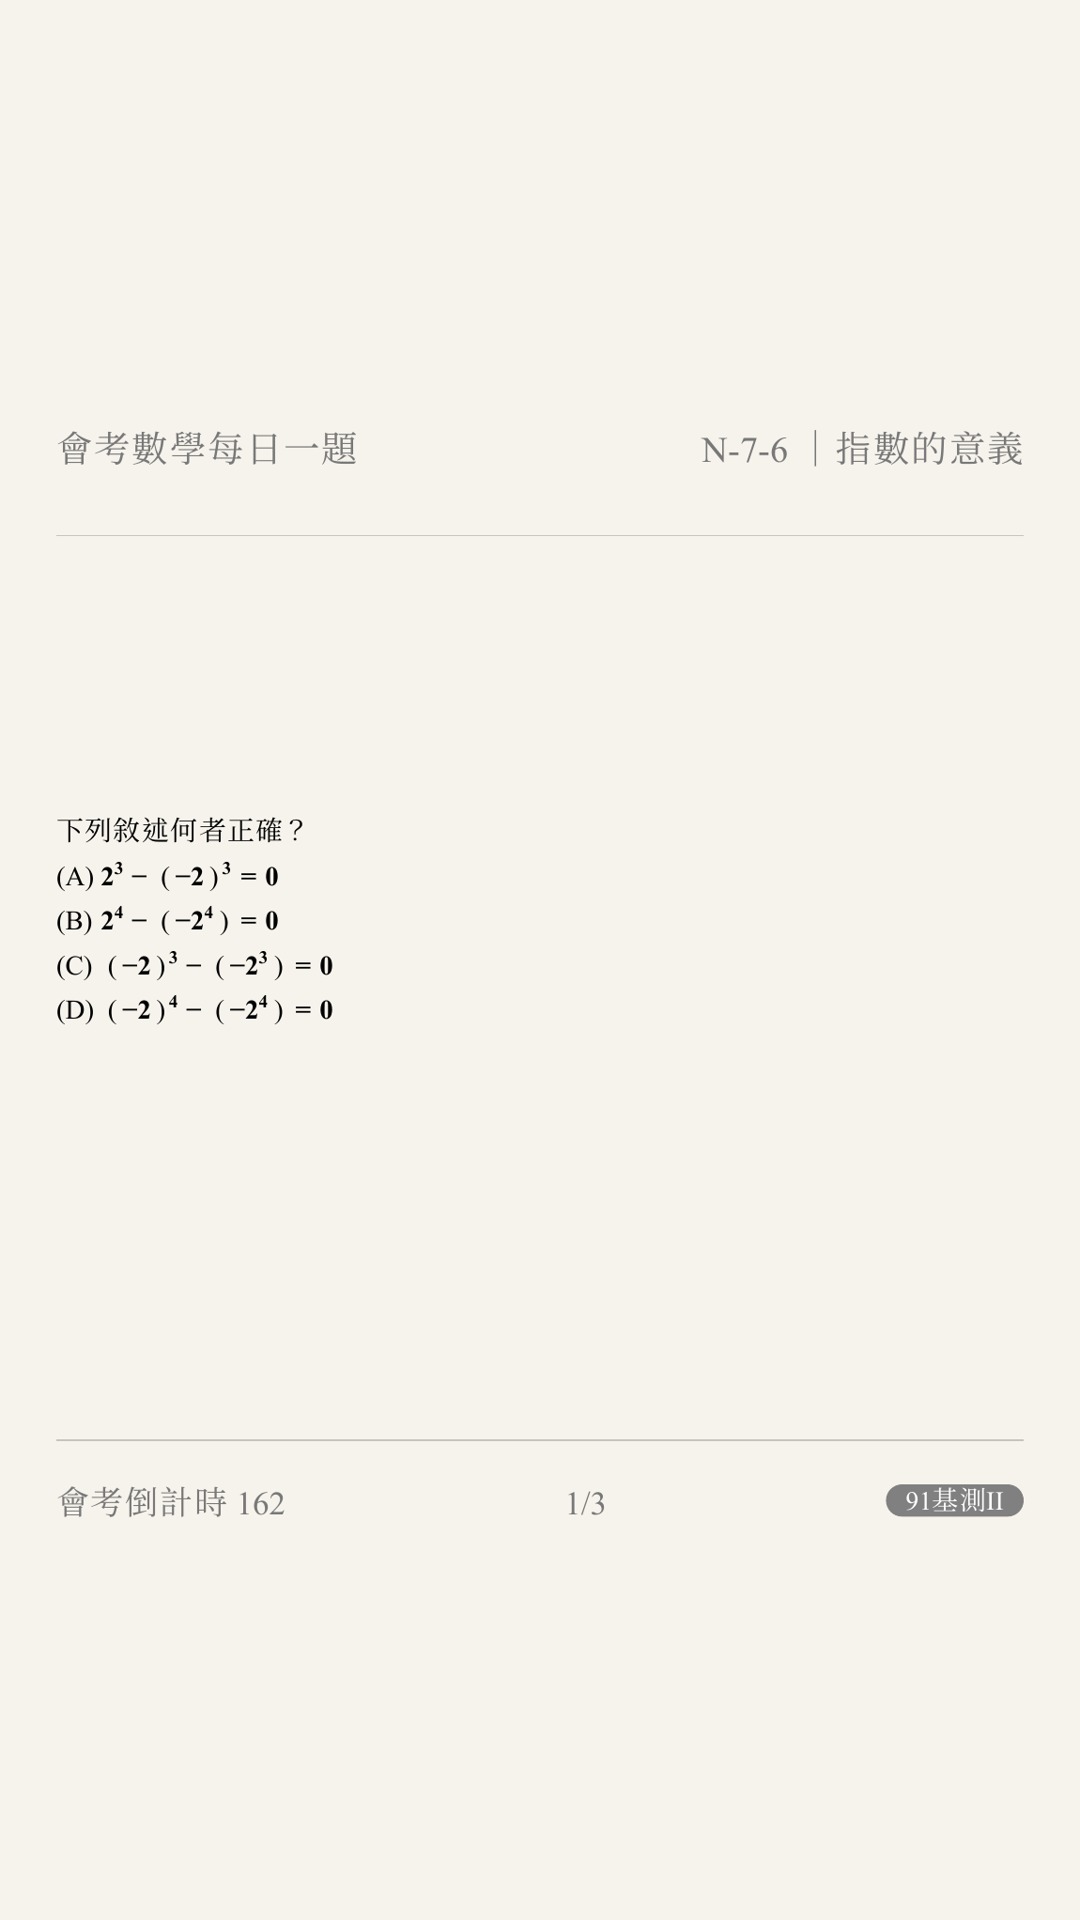 會考數學每日一題
N-7-6｜指數的意義
下列敘述何者正確？
(A) 2³ − (−2)³ = 0
(B) 2⁴ − (−2⁴) = 0
(C) (−2)³ − (−2³) = 0
(D) (−2)⁴ − (−2⁴) = 0
會考倒計時 162
1/3
91基測II